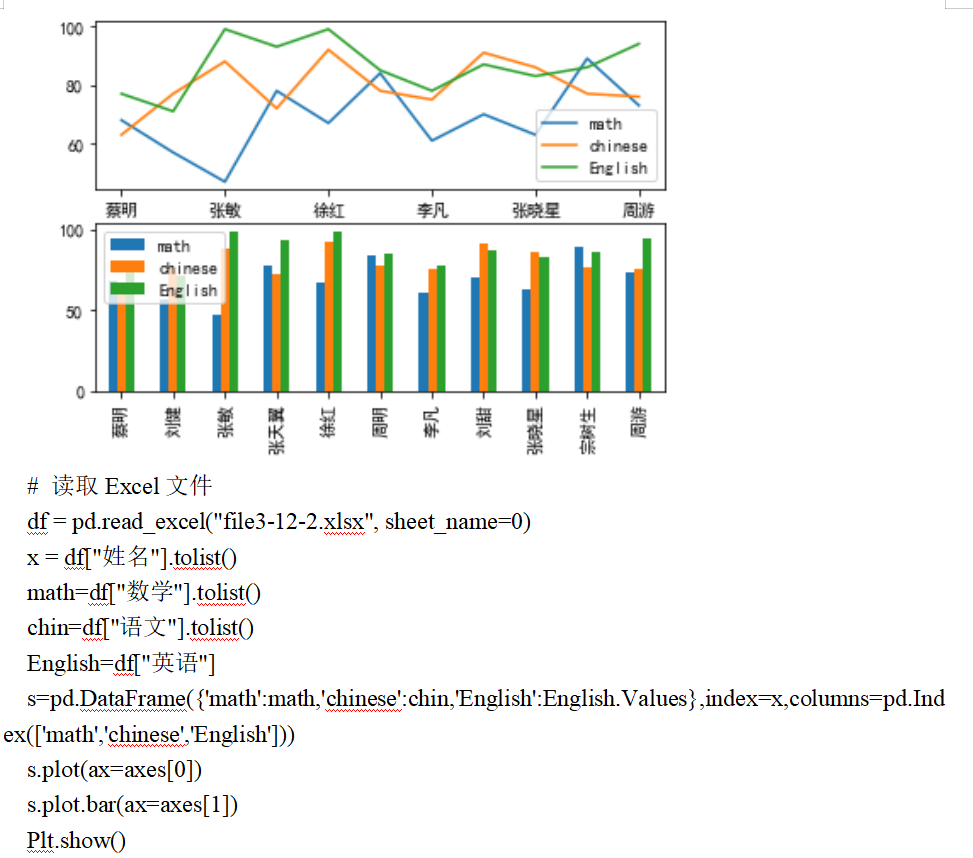 100
80
60
math
chinese
English
蔡明 张敏 徐红 李凡 张晓星 周游
100
50
0
math
chinese
English
蔡明 刘健 张敏 张天翼 徐红 周明 李凡 刘甜 张晓星 宗树生 周游
# 读取 Excel 文件
df = pd.read_excel("file3-12-2.xlsx", sheet_name=0)
x = df["姓名"].tolist()
math=df["数学"].tolist()
chin=df["语文"].tolist()
English=df["英语"]
s=pd.DataFrame({'math':math,'chinese':chin,'English':English.Values},index=x,columns=pd.Ind
ex(['math','chinese','English']))
s.plot(ax=axes[0])
s.plot.bar(ax=axes[1])
Plt.show()